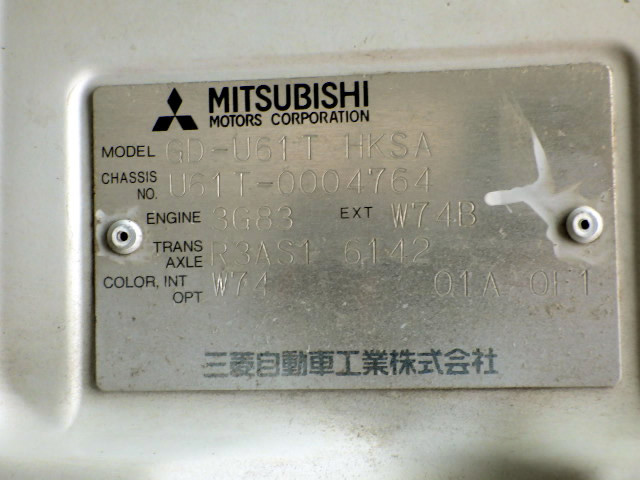 MITSUBISHI
MOTORS CORPORATION
MODEL GD-U61T HKSA
CHASSIS NO. U61T-0004764
ENGINE 3G83 EXT W74B
TRANS AXLE R3AS1 6142
COLOR, INT OPT W74 01A 0F1
三菱自動車工業株式会社